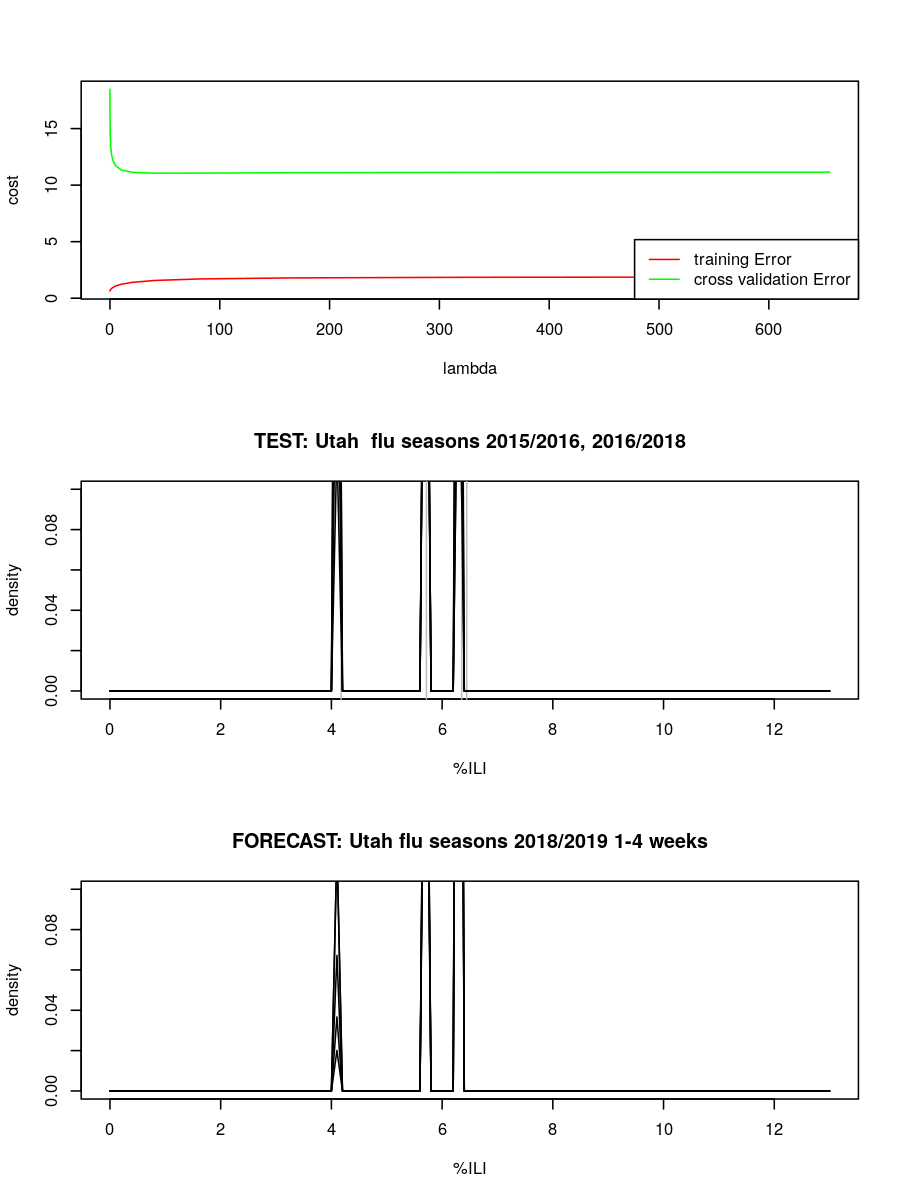 15
10
5
0
cost
training Error
cross validation Error
0 100 200 300 400 500 600
lambda
TEST: Utah  flu seasons 2015/2016, 2016/2018
0.08
0.04
0.00
density
0 2 4 6 8 10 12
%ILI
FORECAST: Utah flu seasons 2018/2019 1-4 weeks
0.08
0.04
0.00
density
0 2 4 6 8 10 12
%ILI